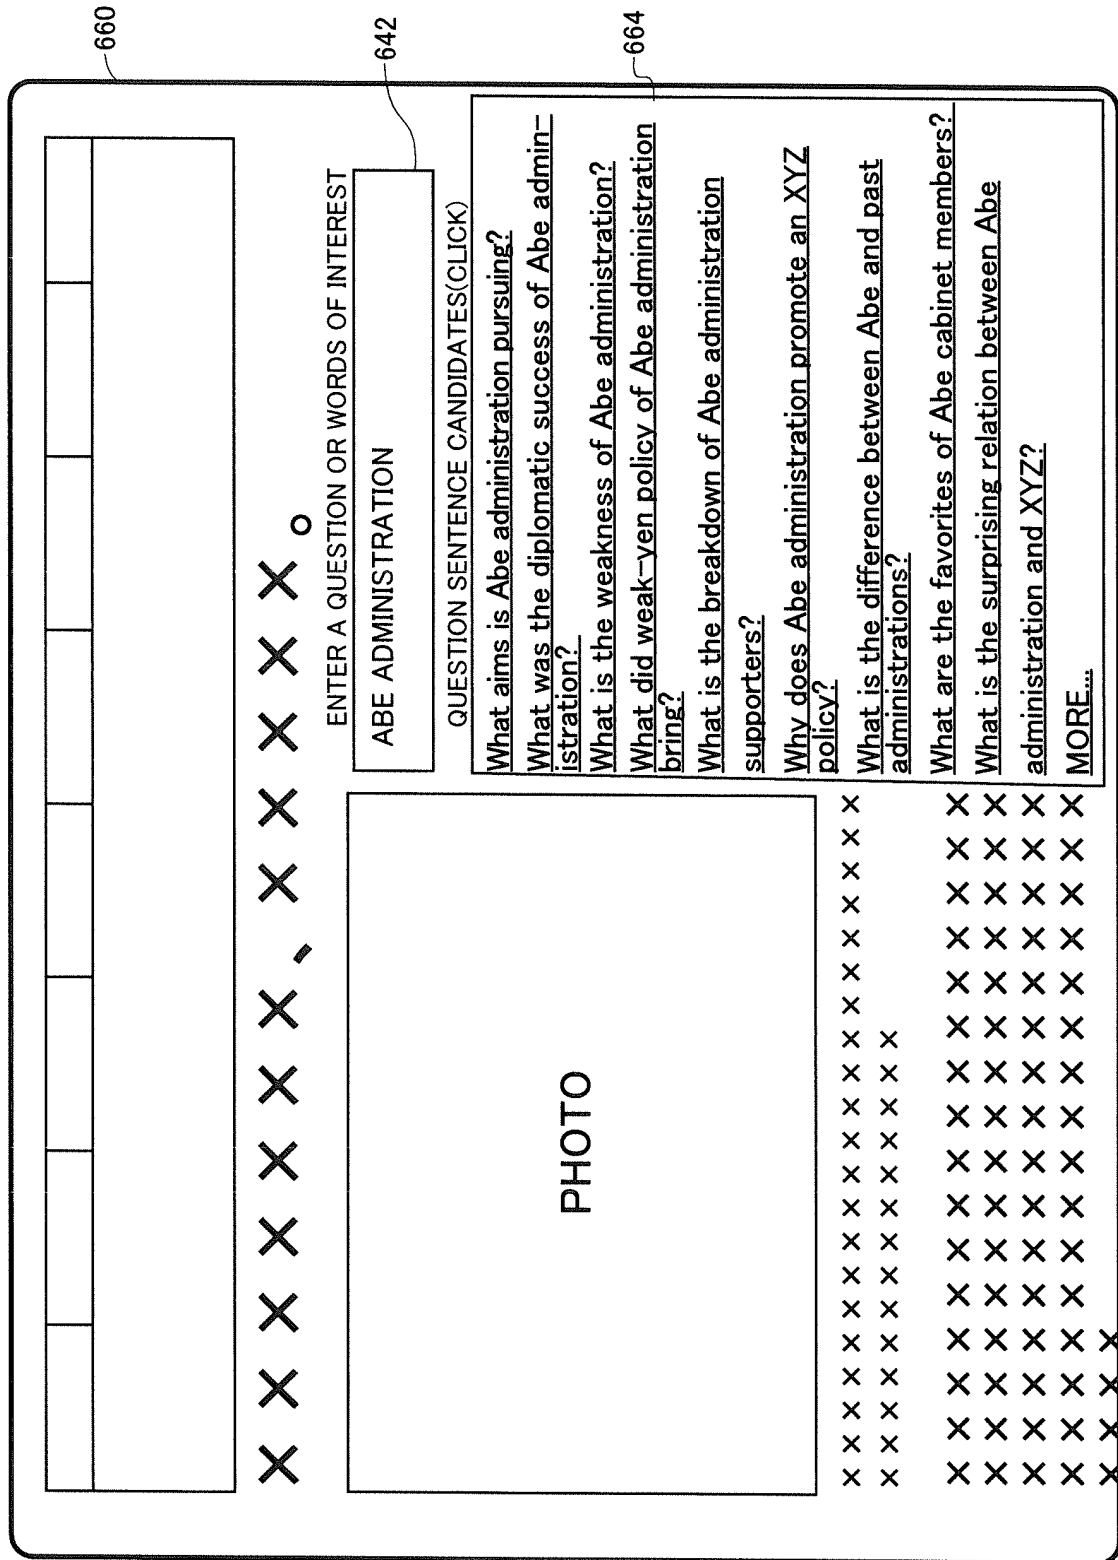 660
× × × × × × ×、× × × × ×。
ENTER A QUESTION OR WORDS OF INTEREST
ABE ADMINISTRATION
642
QUESTION SENTENCE CANDIDATES(CLICK)
What aims is Abe administration pursuing?
What was the diplomatic success of Abe admin-
istration?
What is the weakness of Abe administration?
What did weak-yen policy of Abe administration
bring?
What is the breakdown of Abe administration
supporters?
Why does Abe administration promote an XYZ
policy?
What is the difference between Abe and past
administrations?
What are the favorites of Abe cabinet members?
What is the surprising relation between Abe
administration and XYZ?
MORE...
664
PHOTO
× × × × × × × × × × × × × × × × × × × × ×
× × × × × × × × × × × × × ×
× × × × × × × × × × × × × × × ×
× × × × × × × × × × × × × × × ×
× × × × × × × × × × × × × × × ×
× × × × × × × × × × × × × × × ×
× × × ×